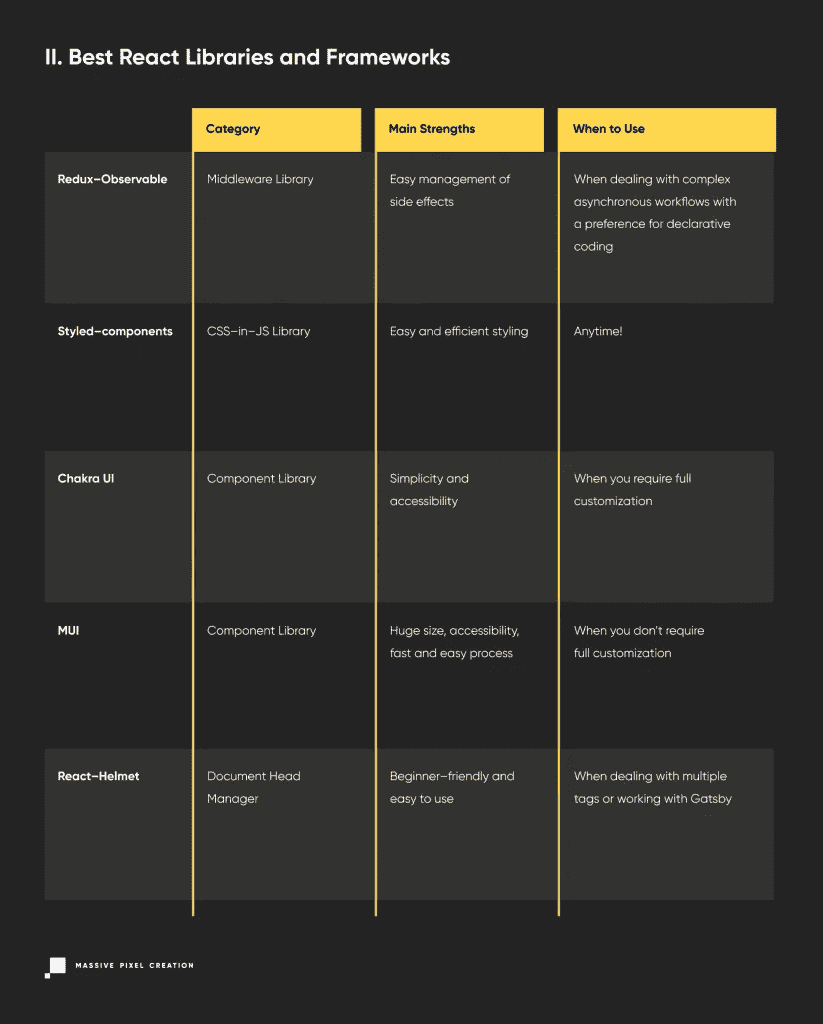 II. Best React Libraries and Frameworks
Category
Main Strengths
When to Use
Redux–Observable
Middleware Library
Easy management of
side effects
When dealing with complex
asynchronous workflows with
a preference for declarative
coding
Styled–components
CSS–in–JS Library
Easy and efficient styling
Anytime!
Chakra UI
Component Library
Simplicity and
accessibility
When you require full
customization
MUI
Component Library
Huge size, accessibility,
fast and easy process
When you don't require
full customization
React–Helmet
Document Head
Manager
Beginner–friendly and
easy to use
When dealing with multiple
tags or working with Gatsby
MASSIVE PIXEL CREATION